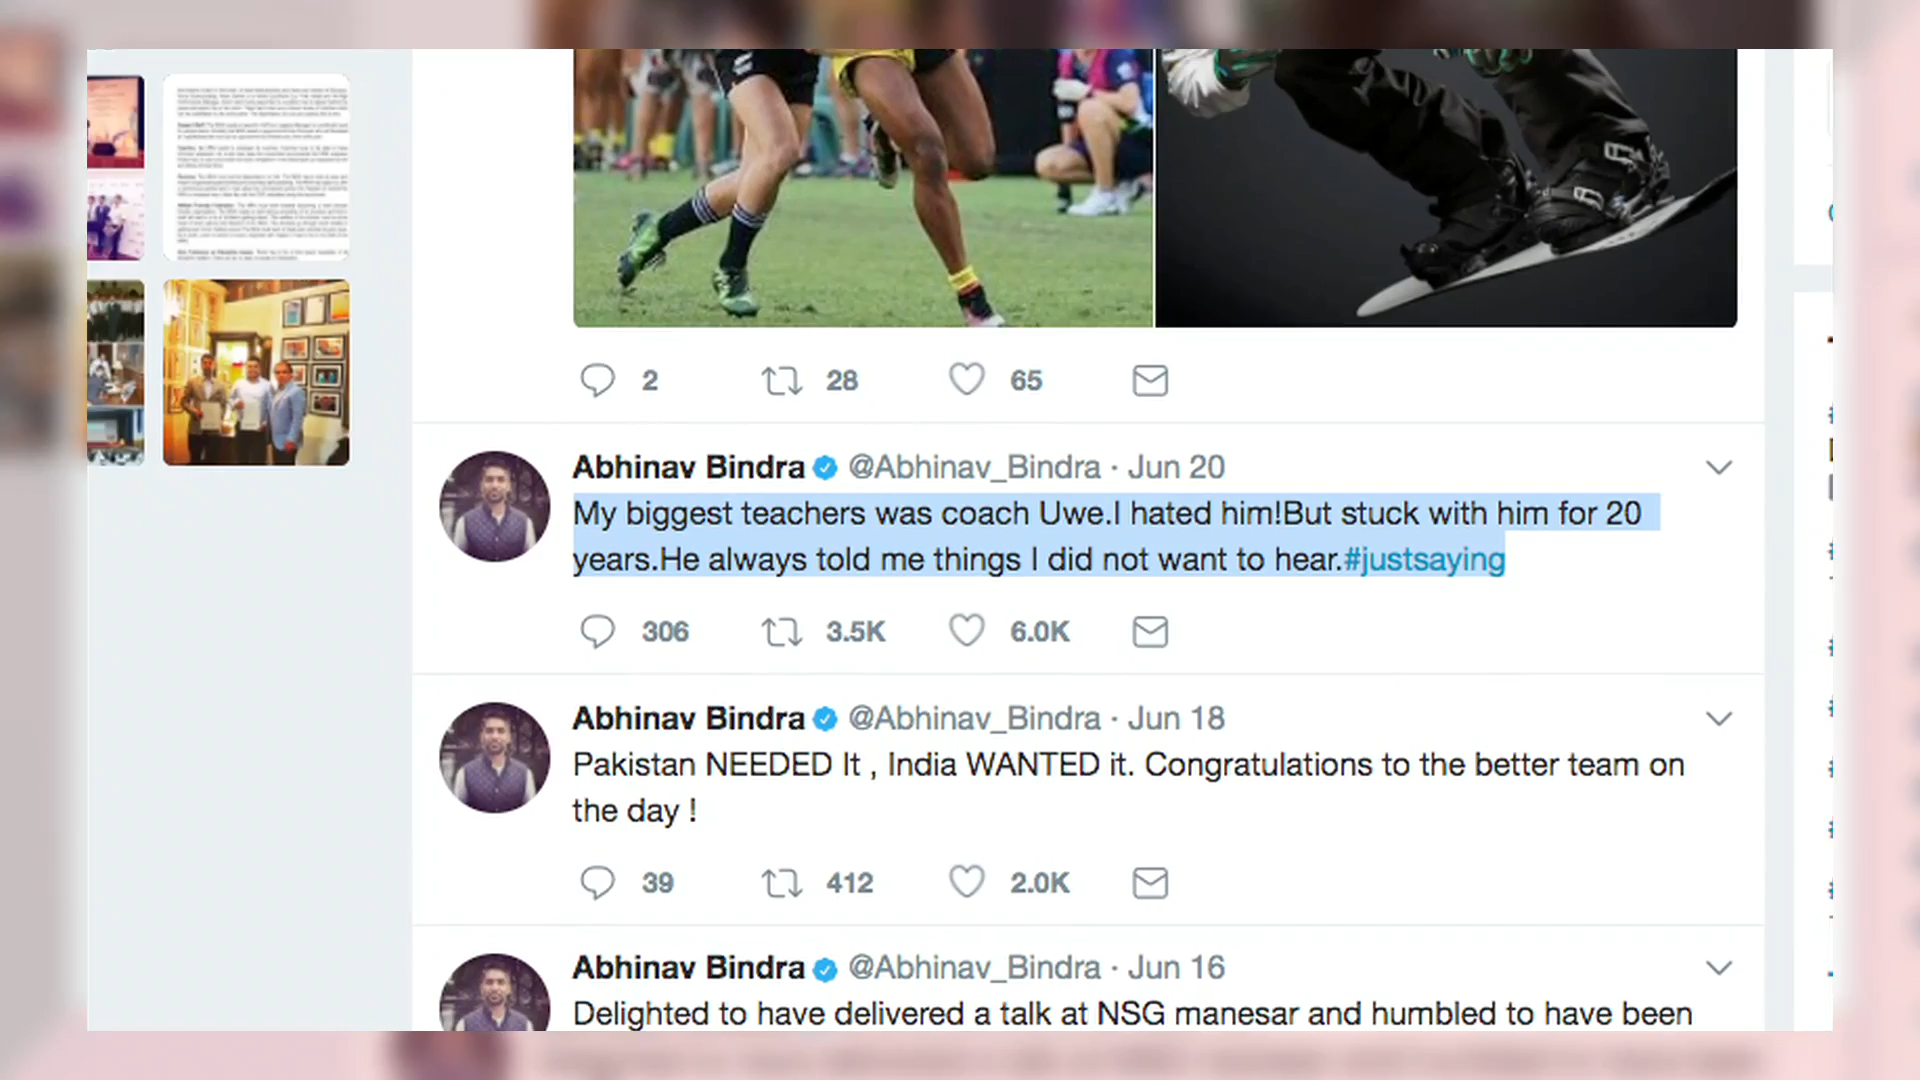 2 28 65
Abhinav Bindra @Abhinav_Bindra · Jun 20
My biggest teachers was coach Uwe.I hated him!But stuck with him for 20
years.He always told me things I did not want to hear.#justsaying
306 3.5K 6.0K
Abhinav Bindra @Abhinav_Bindra · Jun 18
Pakistan NEEDED It , India WANTED it. Congratulations to the better team on
the day !
39 412 2.0K
Abhinav Bindra @Abhinav_Bindra · Jun 16
Delighted to have delivered a talk at NSG manesar and humbled to have been